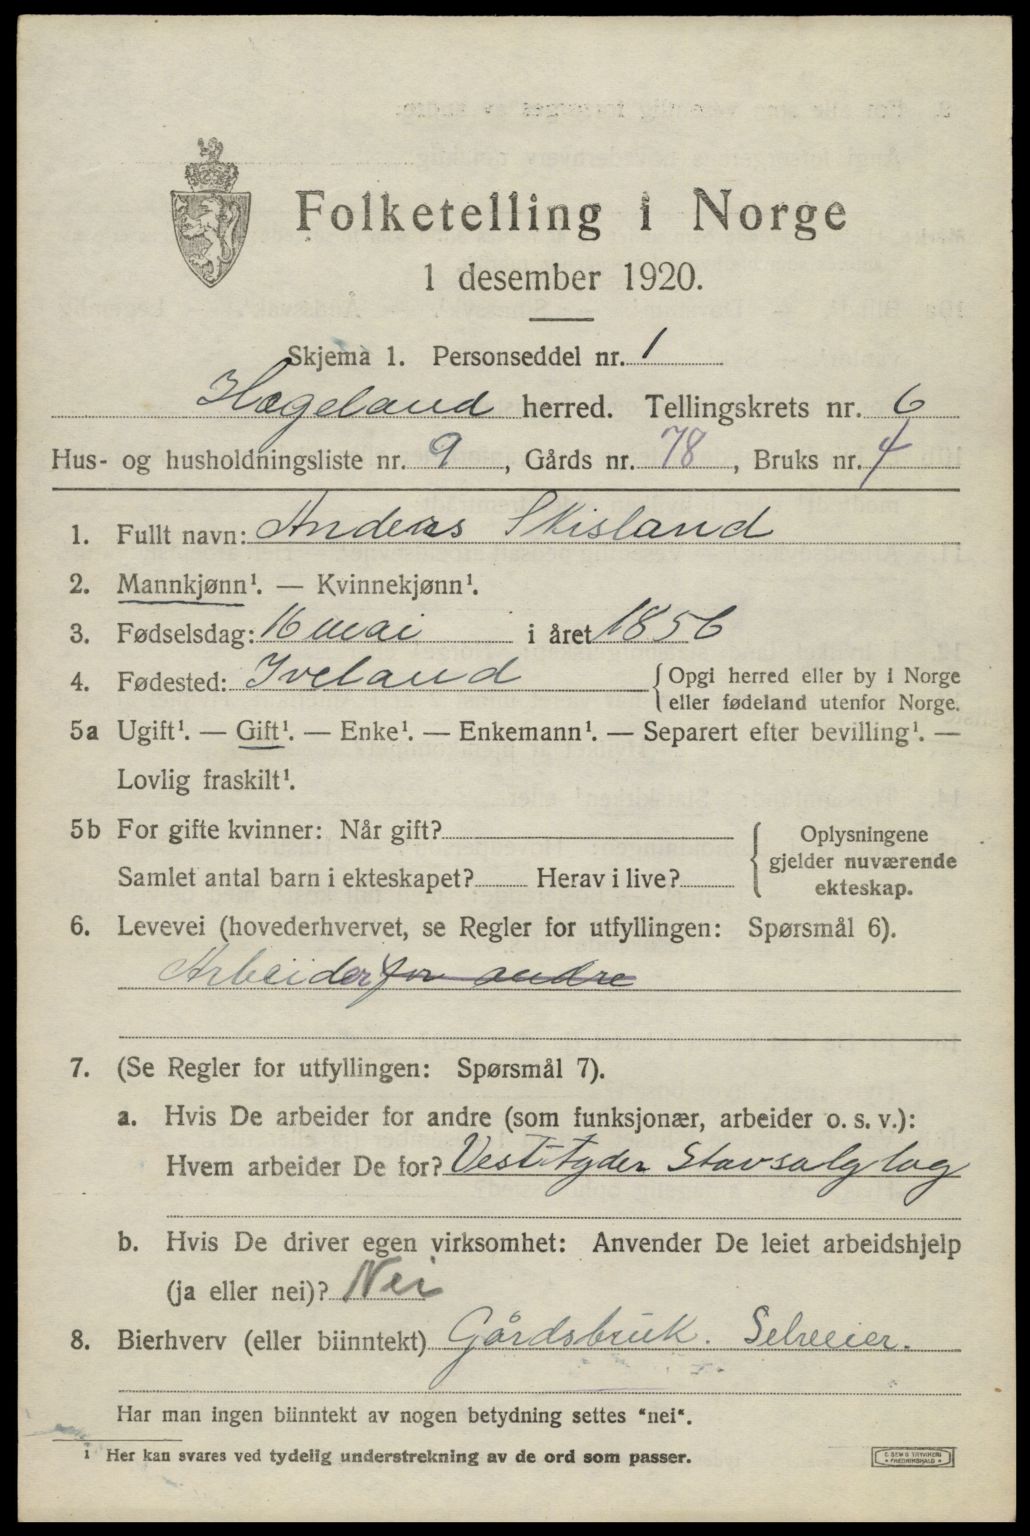 Folketelling i Norge
1 desember 1920.
Skjema 1. Personseddel nr. 1
Hægeland herred. Tellingskrets nr. 6
Hus- og husholdningsliste nr. 9, Gårds nr. 78, Bruks nr. 4
1. Fullt navn: Anders Skisland
2. Mannkjønn¹. — Kvinnekjønn¹.
3. Fødselsdag: 16 mai i året 1856
4. Fødested: Iveland { Opgi herred eller by i Norge
eller fødeland utenfor Norge.
5a Ugift¹. — Gift¹. — Enke¹. — Enkemann¹. — Separert efter bevilling¹. —
Lovlig fraskilt¹.
5b For gifte kvinner: Når gift? { Oplysningene
gjelder nuværende
ekteskap.
Samlet antal barn i ekteskapet? Herav i live?
6. Levevei (hovederhvervet, se Regler for utfyllingen: Spørsmål 6).
Arbeider for andre
7. (Se Regler for utfyllingen: Spørsmål 7).
a. Hvis De arbeider for andre (som funksjonær, arbeider o. s. v.):
Hvem arbeider De for? Vest-Agder Stavsalglag
b. Hvis De driver egen virksomhet: Anvender De leiet arbeidshjelp
(ja eller nei)? Nei
8. Bierhverv (eller biinntekt) Gårdsbruk. Selveier.
Har man ingen biinntekt av nogen betydning settes "nei".
¹ Her kan svares ved tydelig understrekning av de ord som passer.